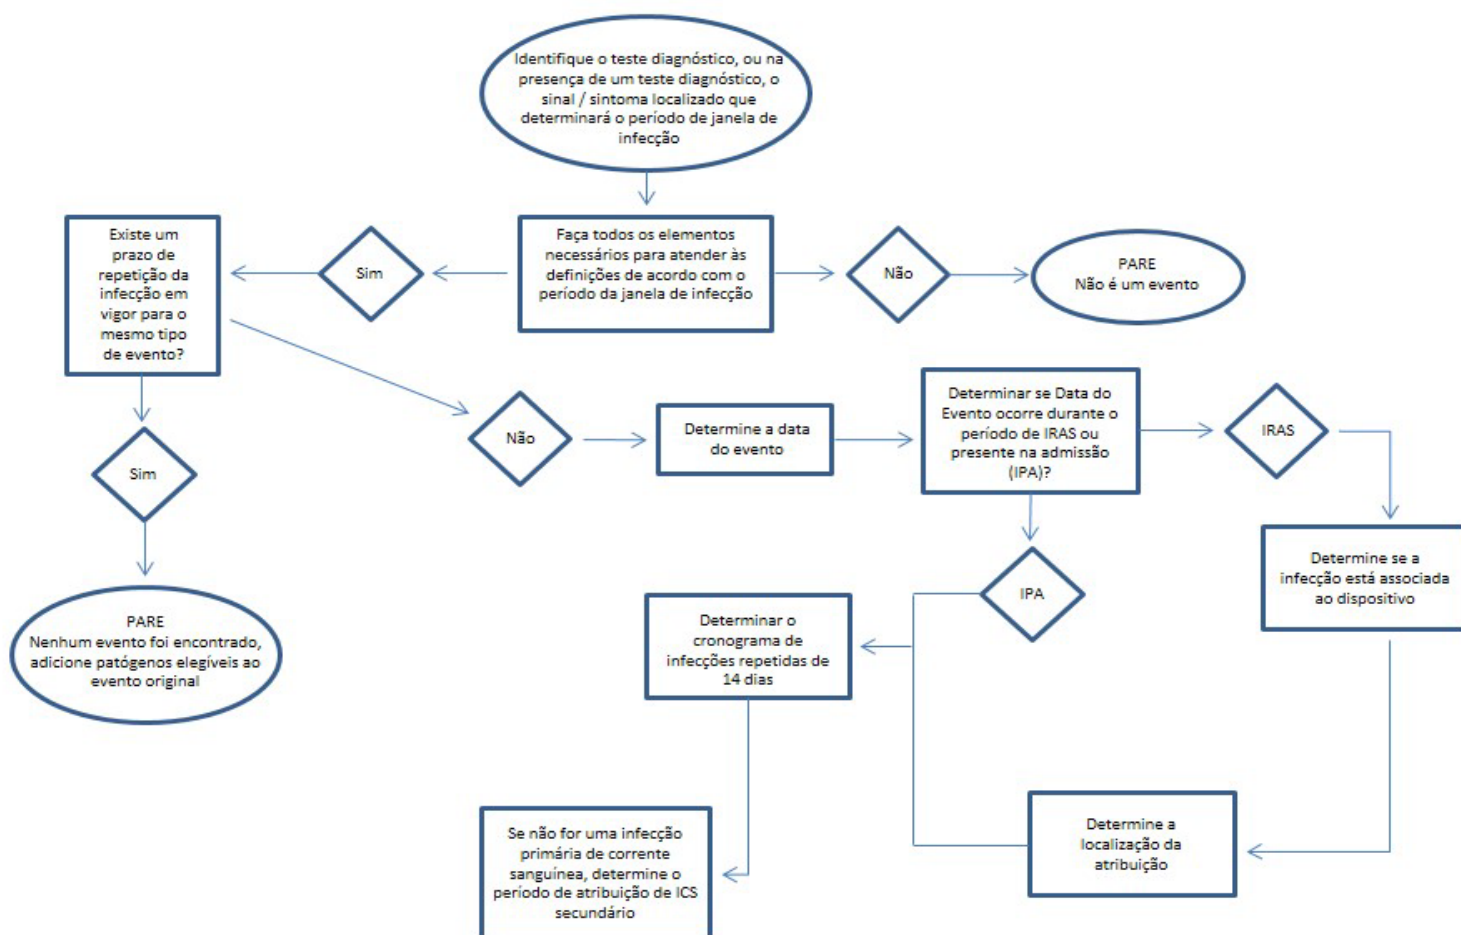 Identifique o teste diagnóstico, ou na
presença de um teste diagnóstico, o
sinal / sintoma localizado que
determinará o período de janela de
infecção
Existe um
prazo de
repetição da
infecção em
vigor para o
mesmo tipo
de evento?
Sim
Faça todos os elementos
necessários para atender às
definições de acordo com o
período da janela de infecção
Não
PARE
Não é um evento
Sim
PARE
Nenhum evento foi encontrado,
adicione patógenos elegíveis ao
evento original
Não
Determine a data
do evento
Determinar se Data do
Evento ocorre durante o
período de IRAS ou
presente na admissão
(IPA)?
IRAS
Determine se a
infecção está associada
ao dispositivo
IPA
Determinar o
cronograma de
infecções repetidas de
14 dias
Determine a
localização da
atribuição
Se não for uma infecção
primária de corrente
sanguínea, determine o
período de atribuição de ICS
secundário